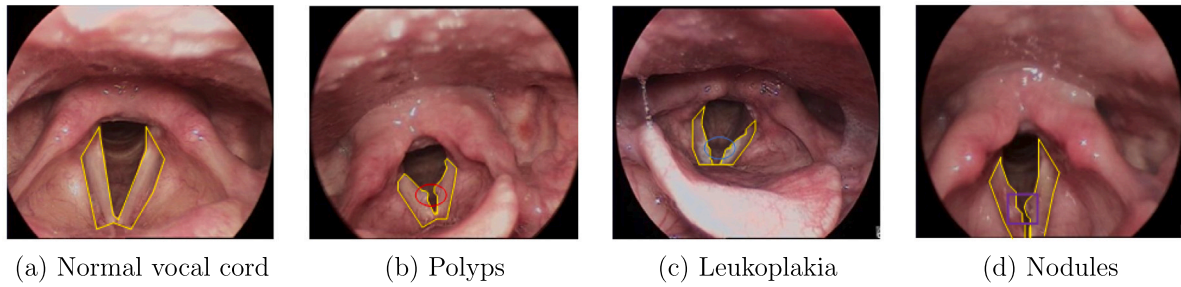 (a) Normal vocal cord
(b) Polyps
(c) Leukoplakia
(d) Nodules